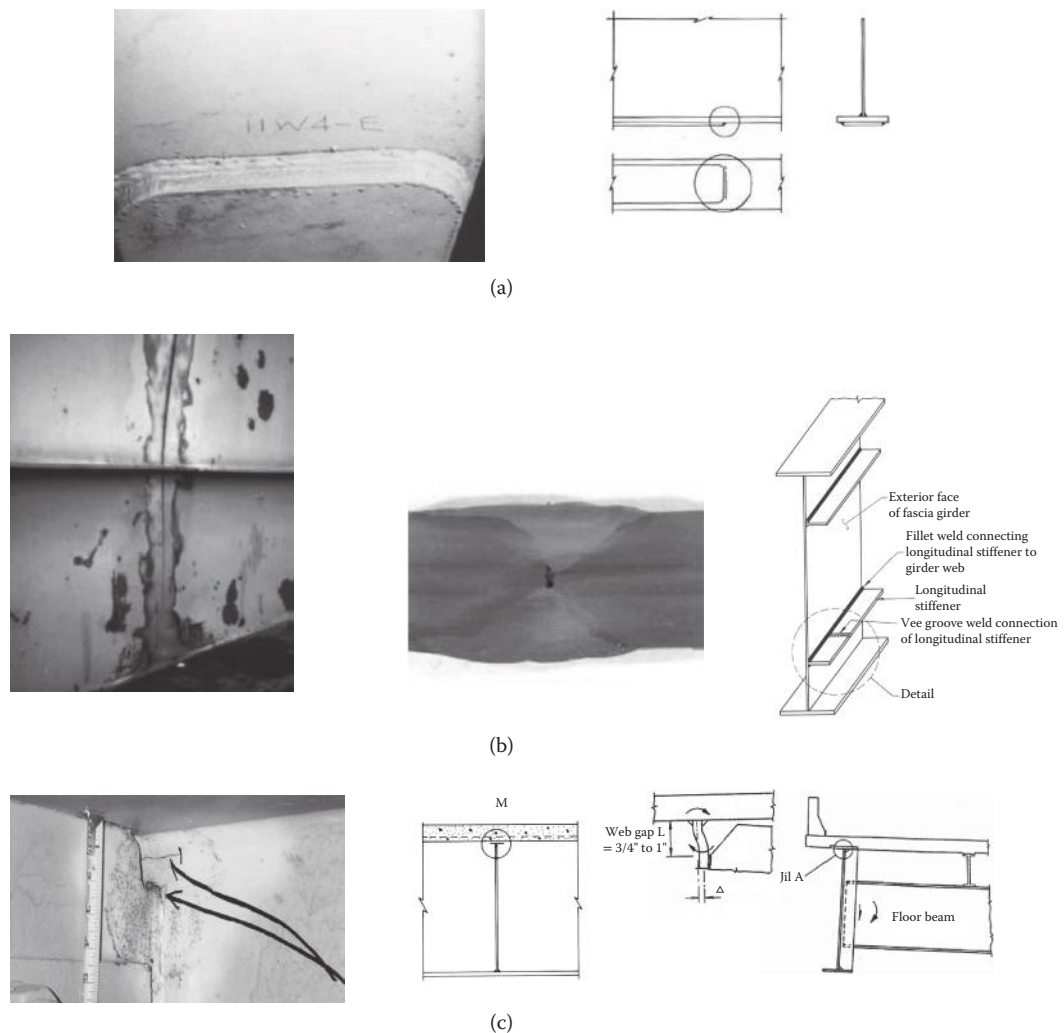 11W4-E
(a)
Exterior face
of fascia girder
Fillet weld connecting
longitudinal stiffener to
girder web
Longitudinal
stiffener
Vee groove weld connection
of longitudinal stiffener
Detail
(b)
M
Web gap L
= 3/4" to 1"
Δ
Jil A
Floor beam
(c)